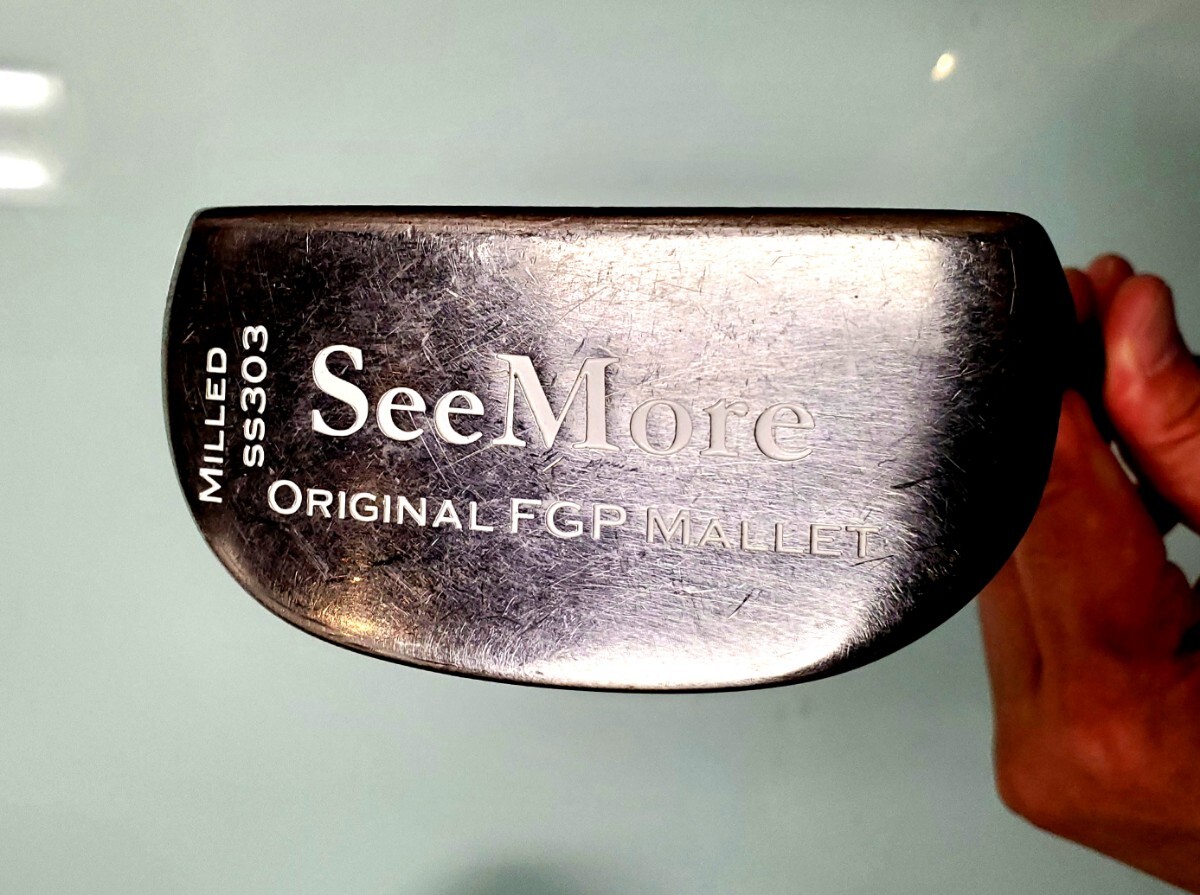 SeeMore
ORIGINAL FGP MALLET
MILLED
SS303